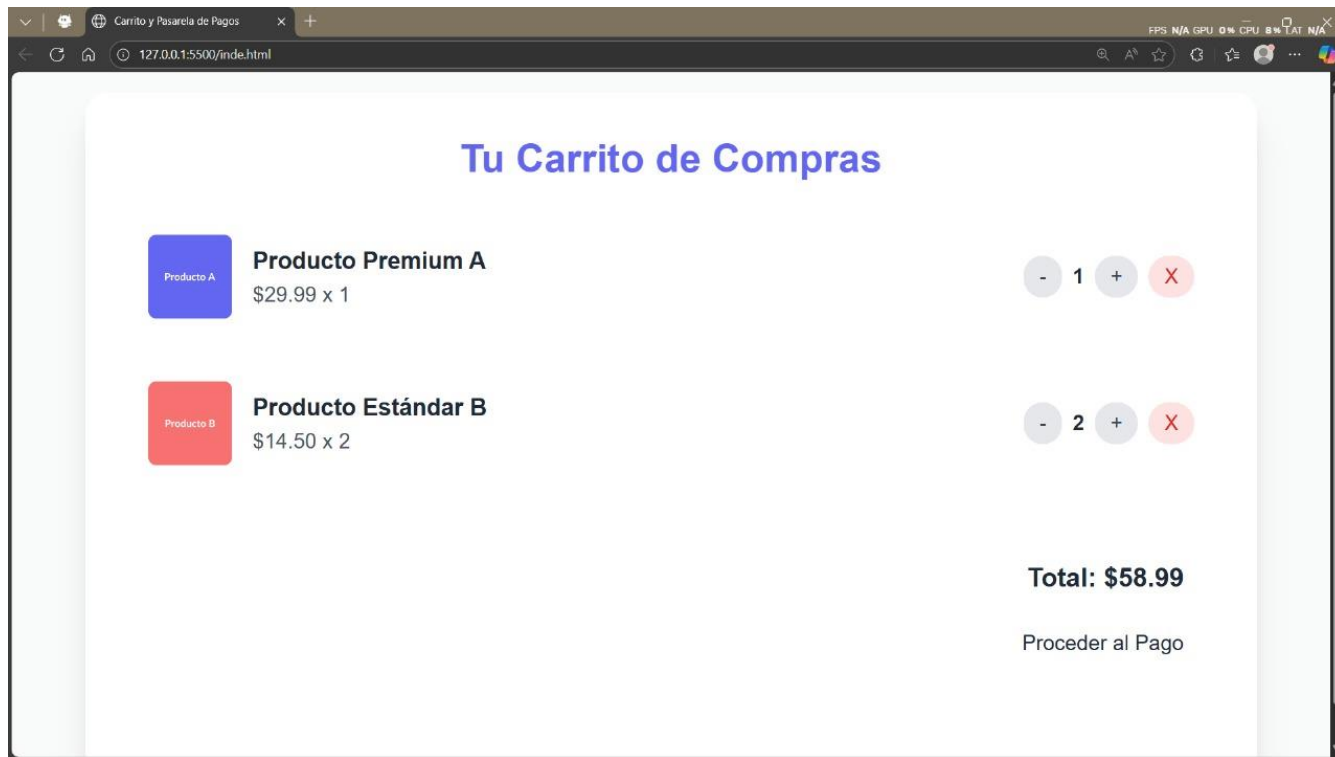 Carrito y Pasarela de Pagos
FPS N/A GPU 0% CPU 8% LAT N/A
127.0.0.1:5500/inde.html
Tu Carrito de Compras
Producto A
Producto Premium A
$29.99 x 1
- 1 + X
Producto B
Producto Estándar B
$14.50 x 2
- 2 + X
Total: $58.99
Proceder al Pago